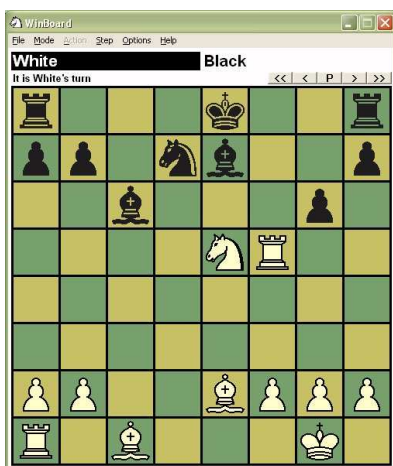 WinBoard
File Mode Action Step Options Help
White Black
It is White's turn << < P > >>